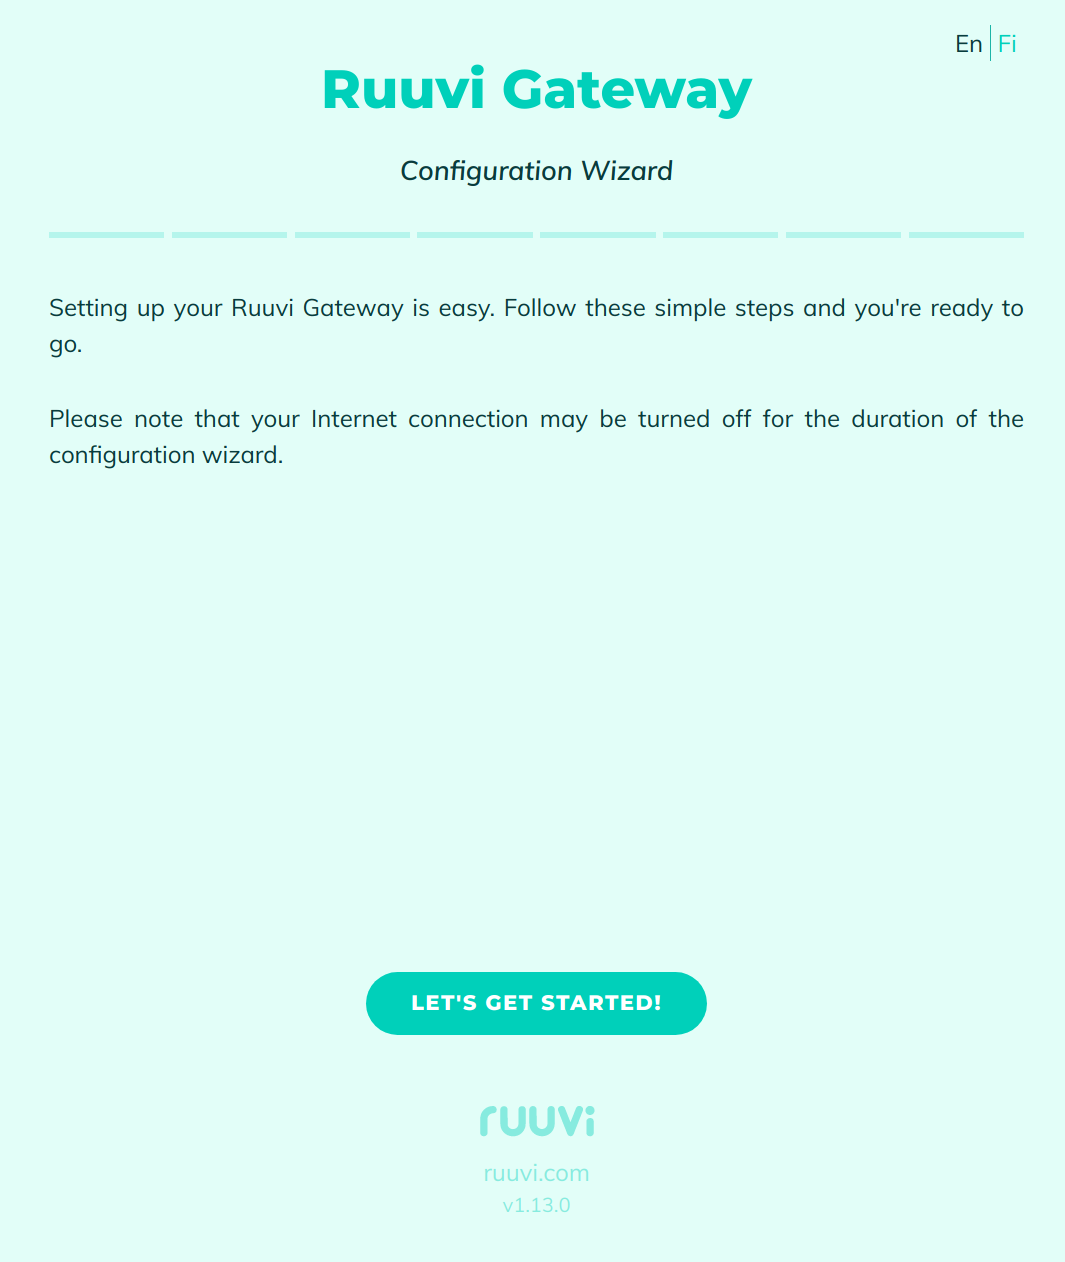 En Fi
Ruuvi Gateway
Configuration Wizard
Setting up your Ruuvi Gateway is easy. Follow these simple steps and you're ready to
go.
Please note that your Internet connection may be turned off for the duration of the
configuration wizard.
LET'S GET STARTED!
ruuvi
ruuvi.com
v1.13.0